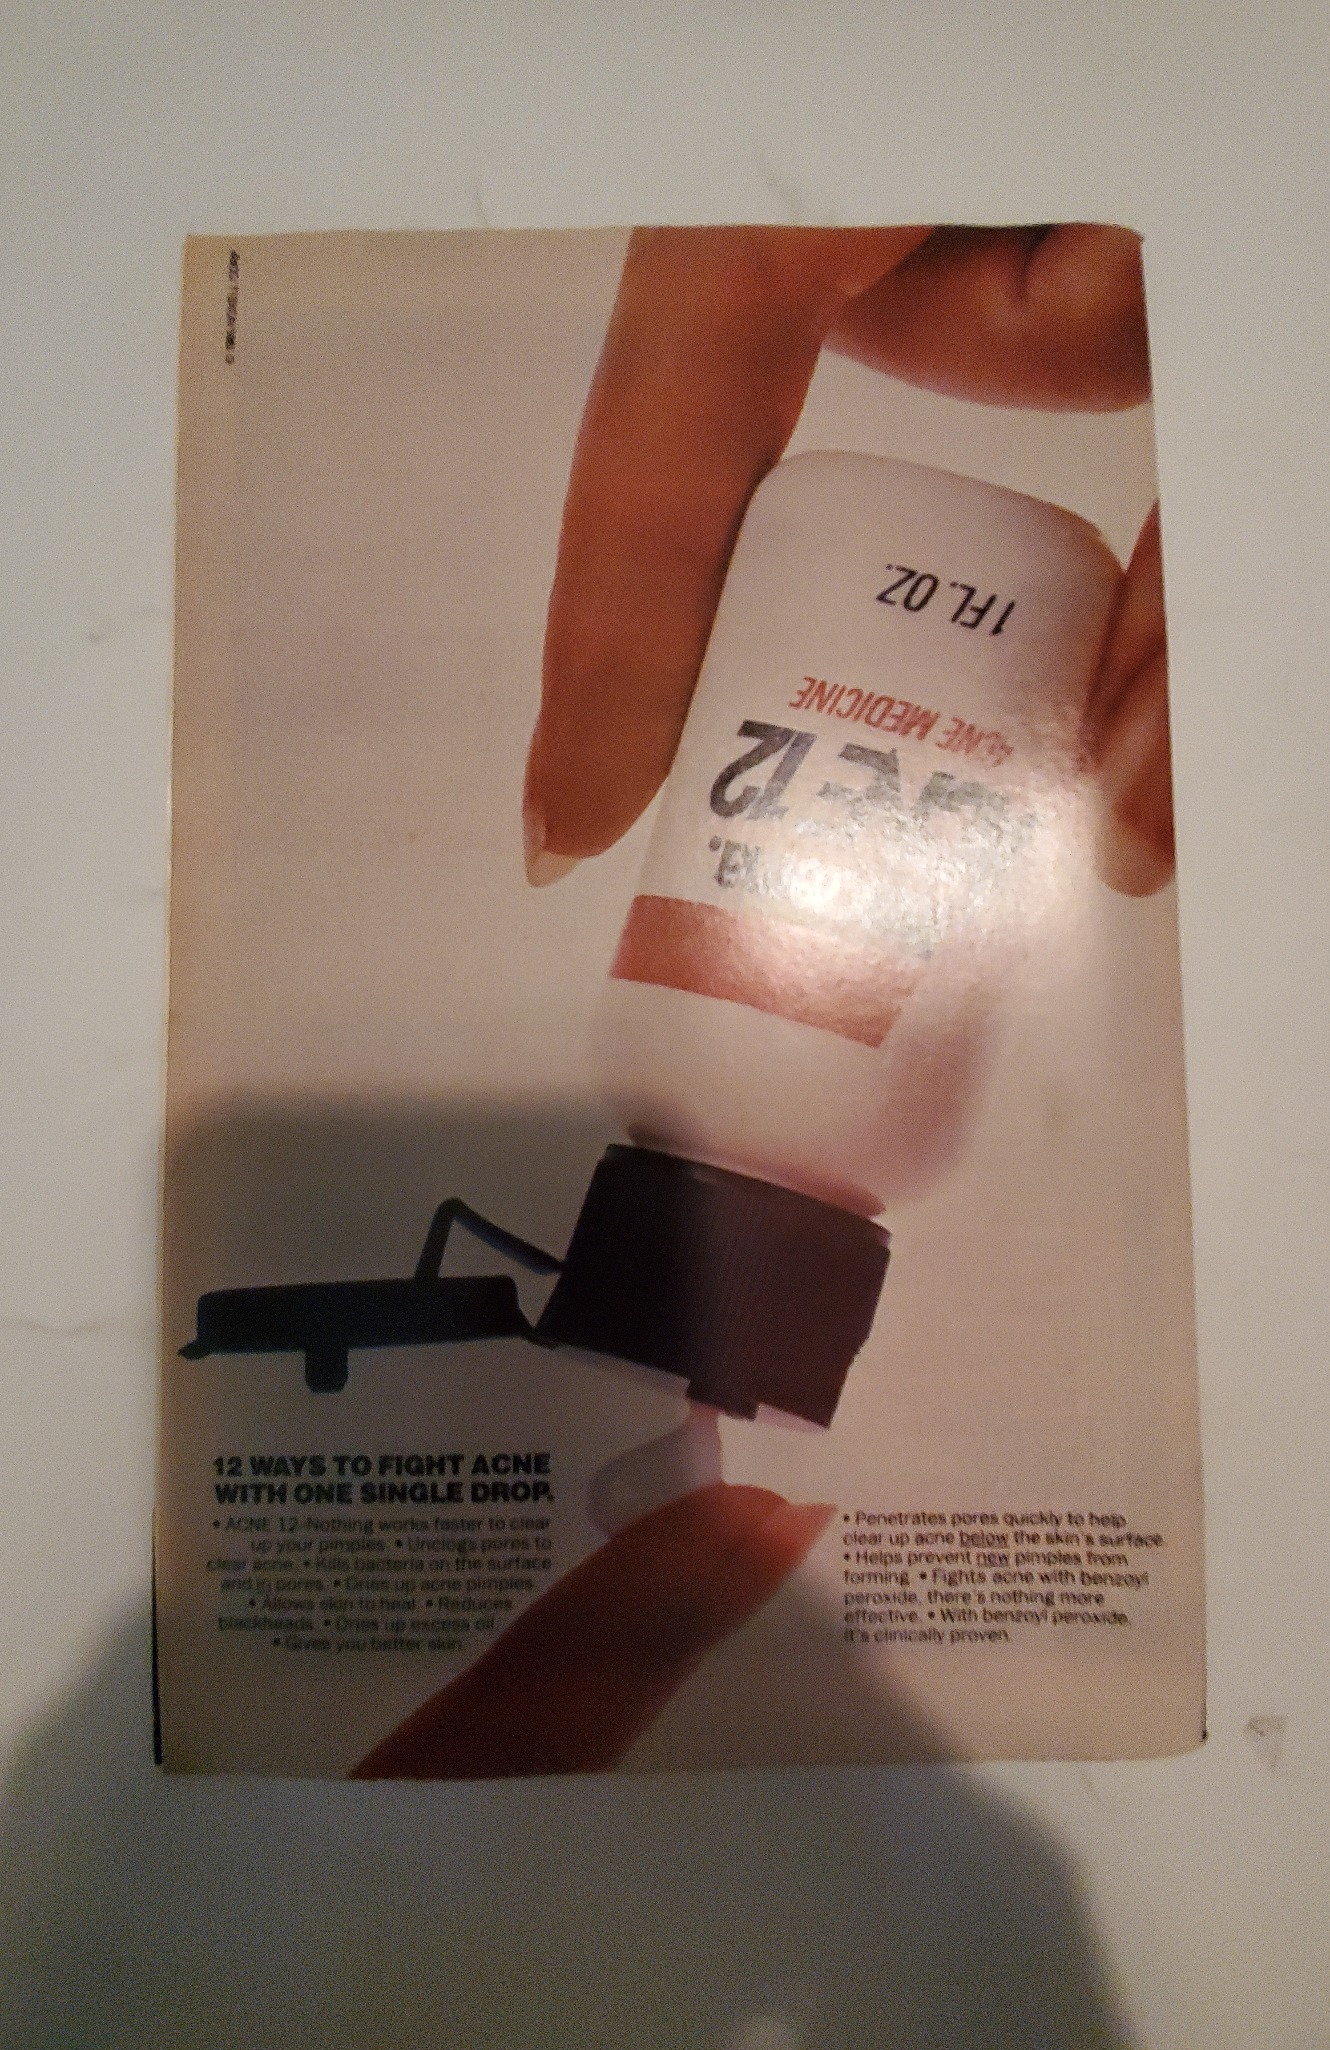 1 FL. OZ.
ACNE MEDICINE
12
12 WAYS TO FIGHT ACNE
WITH ONE SINGLE DROP.
• ACNE 12–Nothing works faster to clear
up your pimples. • Unclogs pores to
clear acne. • Kills bacteria on the surface
and in pores. • Dries up acne pimples.
• Allows skin to heal. • Reduces
blackheads. • Dries up excess oil.
• Gives you better skin.
• Penetrates pores quickly to help
clear up acne below the skin's surface.
• Helps prevent new pimples from
forming. • Fights acne with benzoyl
peroxide, there's nothing more
effective. • With benzoyl peroxide,
it's clinically proven.